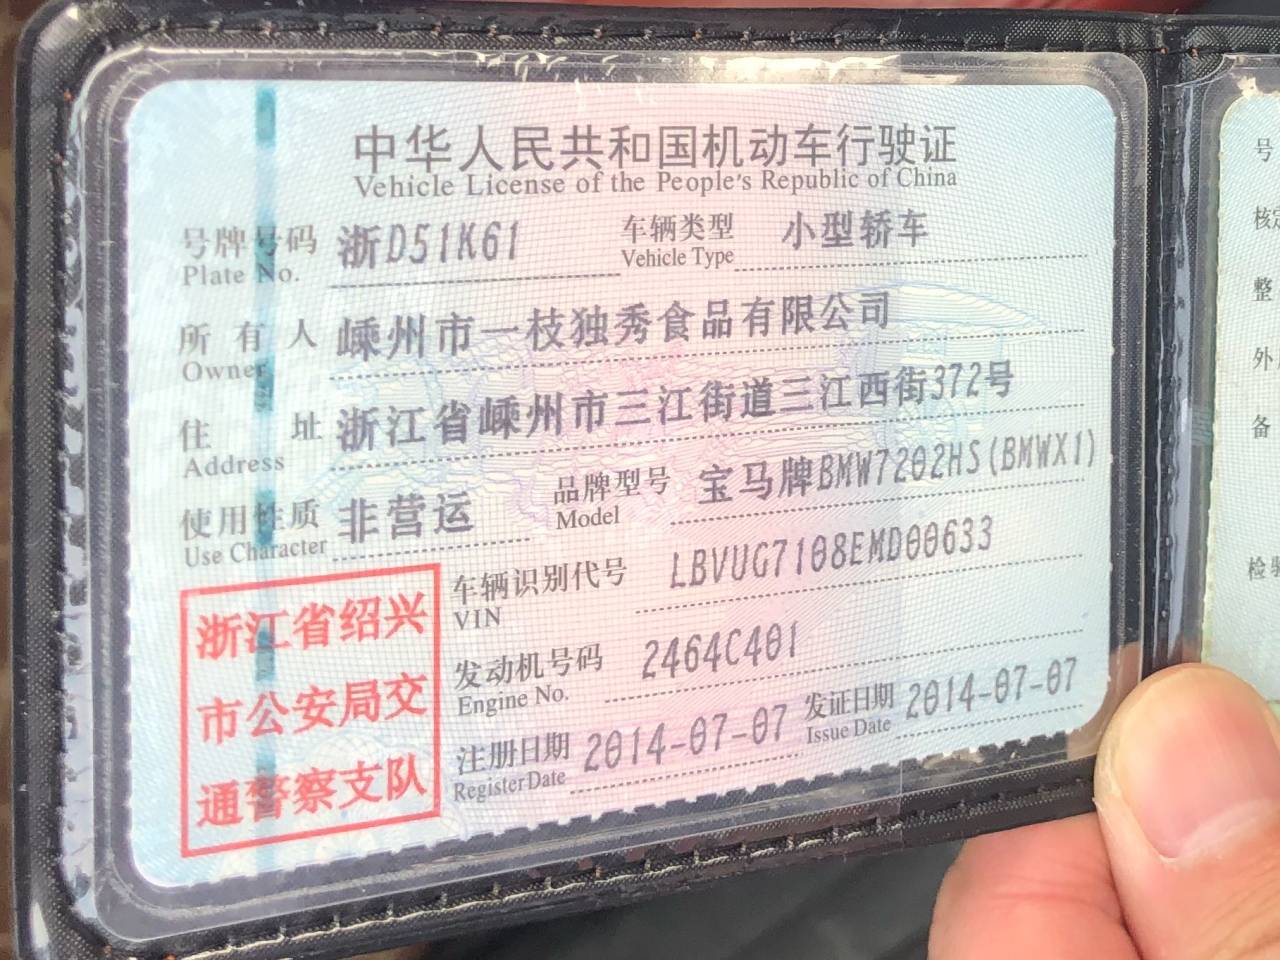 中华人民共和国机动车行驶证
Vehicle License of the People's Republic of China
号牌号码 浙D51K61 车辆类型 小型轿车
Plate No. Vehicle Type
所有人 嵊州市一枝独秀食品有限公司
Owner
住址 浙江省嵊州市三江街道三江西街372号
Address
使用性质 非营运 品牌型号 宝马牌BMW7202HS(BMWX1)
Use Character Model
车辆识别代号 LBVUG7108EMD00633
VIN
发动机号码 2464C401
Engine No.
注册日期 2014-07-07 发证日期 2014-07-07
Register Date Issue Date
浙江省绍兴
市公安局交
通警察支队
号
核定
整
外
备
检验